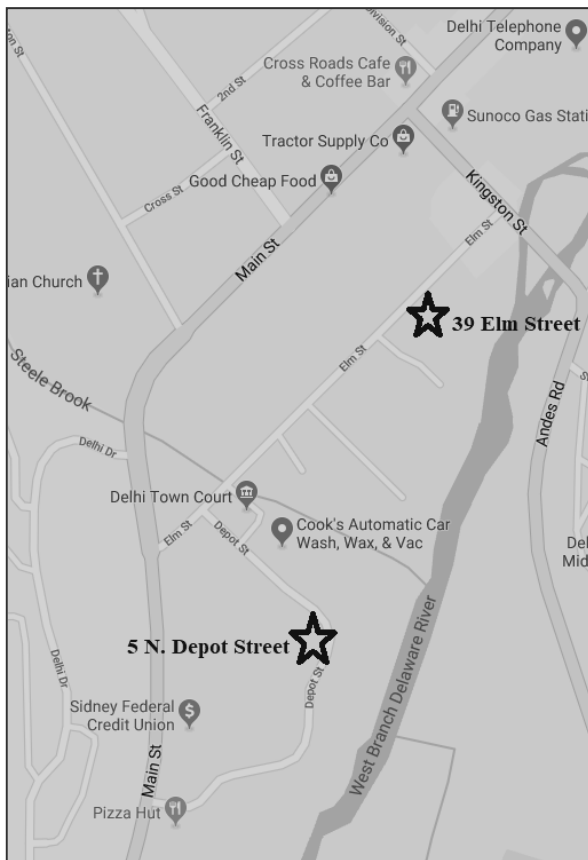 Delhi Telephone
Company
Division St
Cross Roads Cafe
& Coffee Bar
2nd St
Franklin St
Sunoco Gas Stati
Tractor Supply Co
Good Cheap Food
Cross St
Kingston St
Elm St
Main St
ian Church
39 Elm Street
Elm St
Steele Brook
Andes Rd
Delhi Dr
Delhi Town Court
Elm St
Depot St
Cook's Automatic Car
Wash, Wax, & Vac
Del
Mid
5 N. Depot Street
Delhi Dr
Depot St
West Branch Delaware River
Sidney Federal
Credit Union
Main St
Pizza Hut